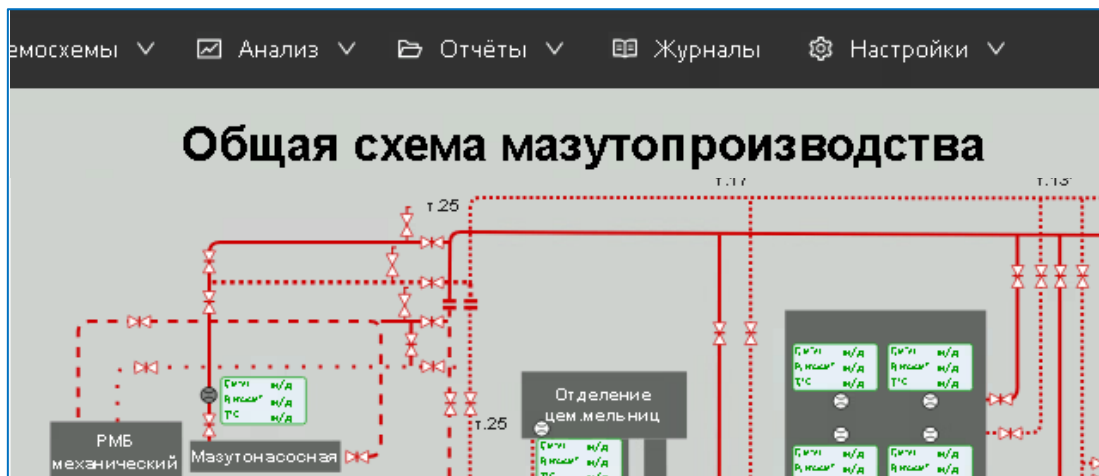 емосхемы Анализ Отчёты Журналы Настройки
Общая схема мазутопроизводства
т.25
т.17
т.13
н/д
н/д
Т°С н/д
н/д
н/д
Т°С н/д
н/д
н/д
Т°С н/д
Отделение
цем.мельниц
т.25
РМБ
механический
Мазутонасосная
н/д
н/д
н/д
н/д
н/д
н/д